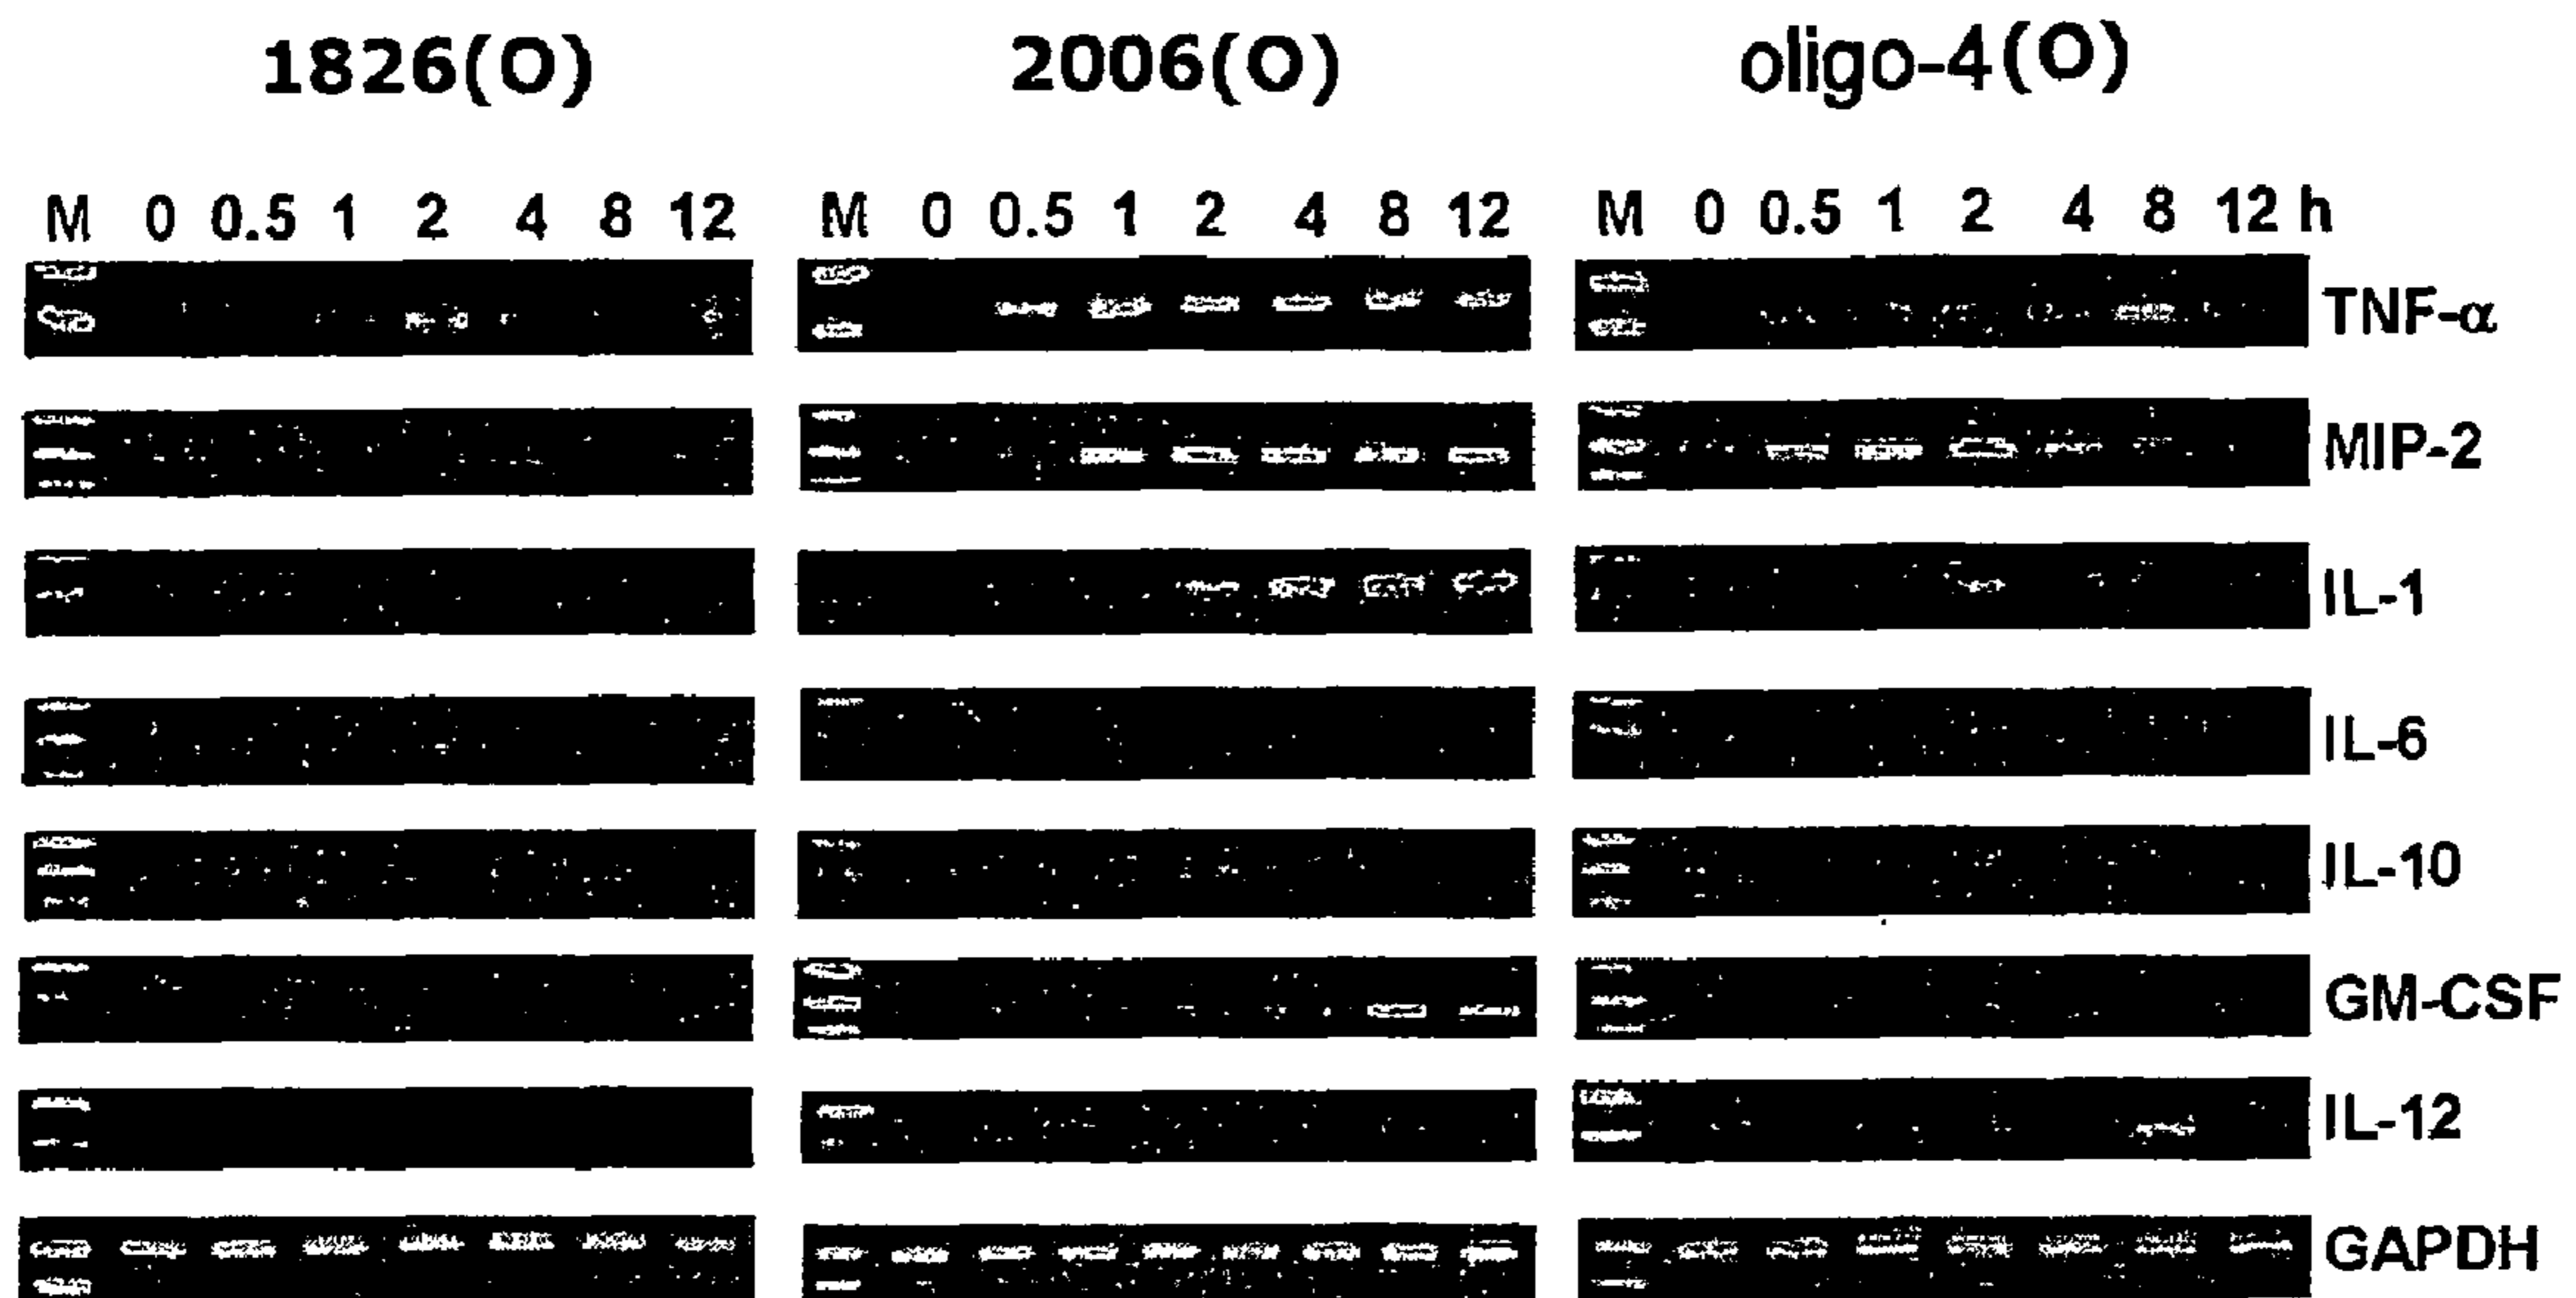 1826(O) 2006(O) oligo-4(O)
M 0 0.5 1 2 4 8 12 M 0 0.5 1 2 4 8 12 M 0 0.5 1 2 4 8 12 h
TNF-α
MIP-2
IL-1
IL-6
IL-10
GM-CSF
IL-12
GAPDH